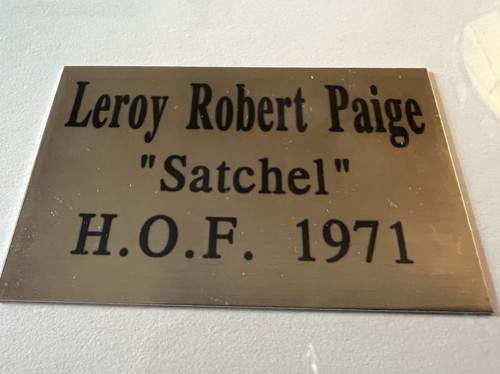 Leroy Robert Paige
"Satchel"
H.O.F. 1971